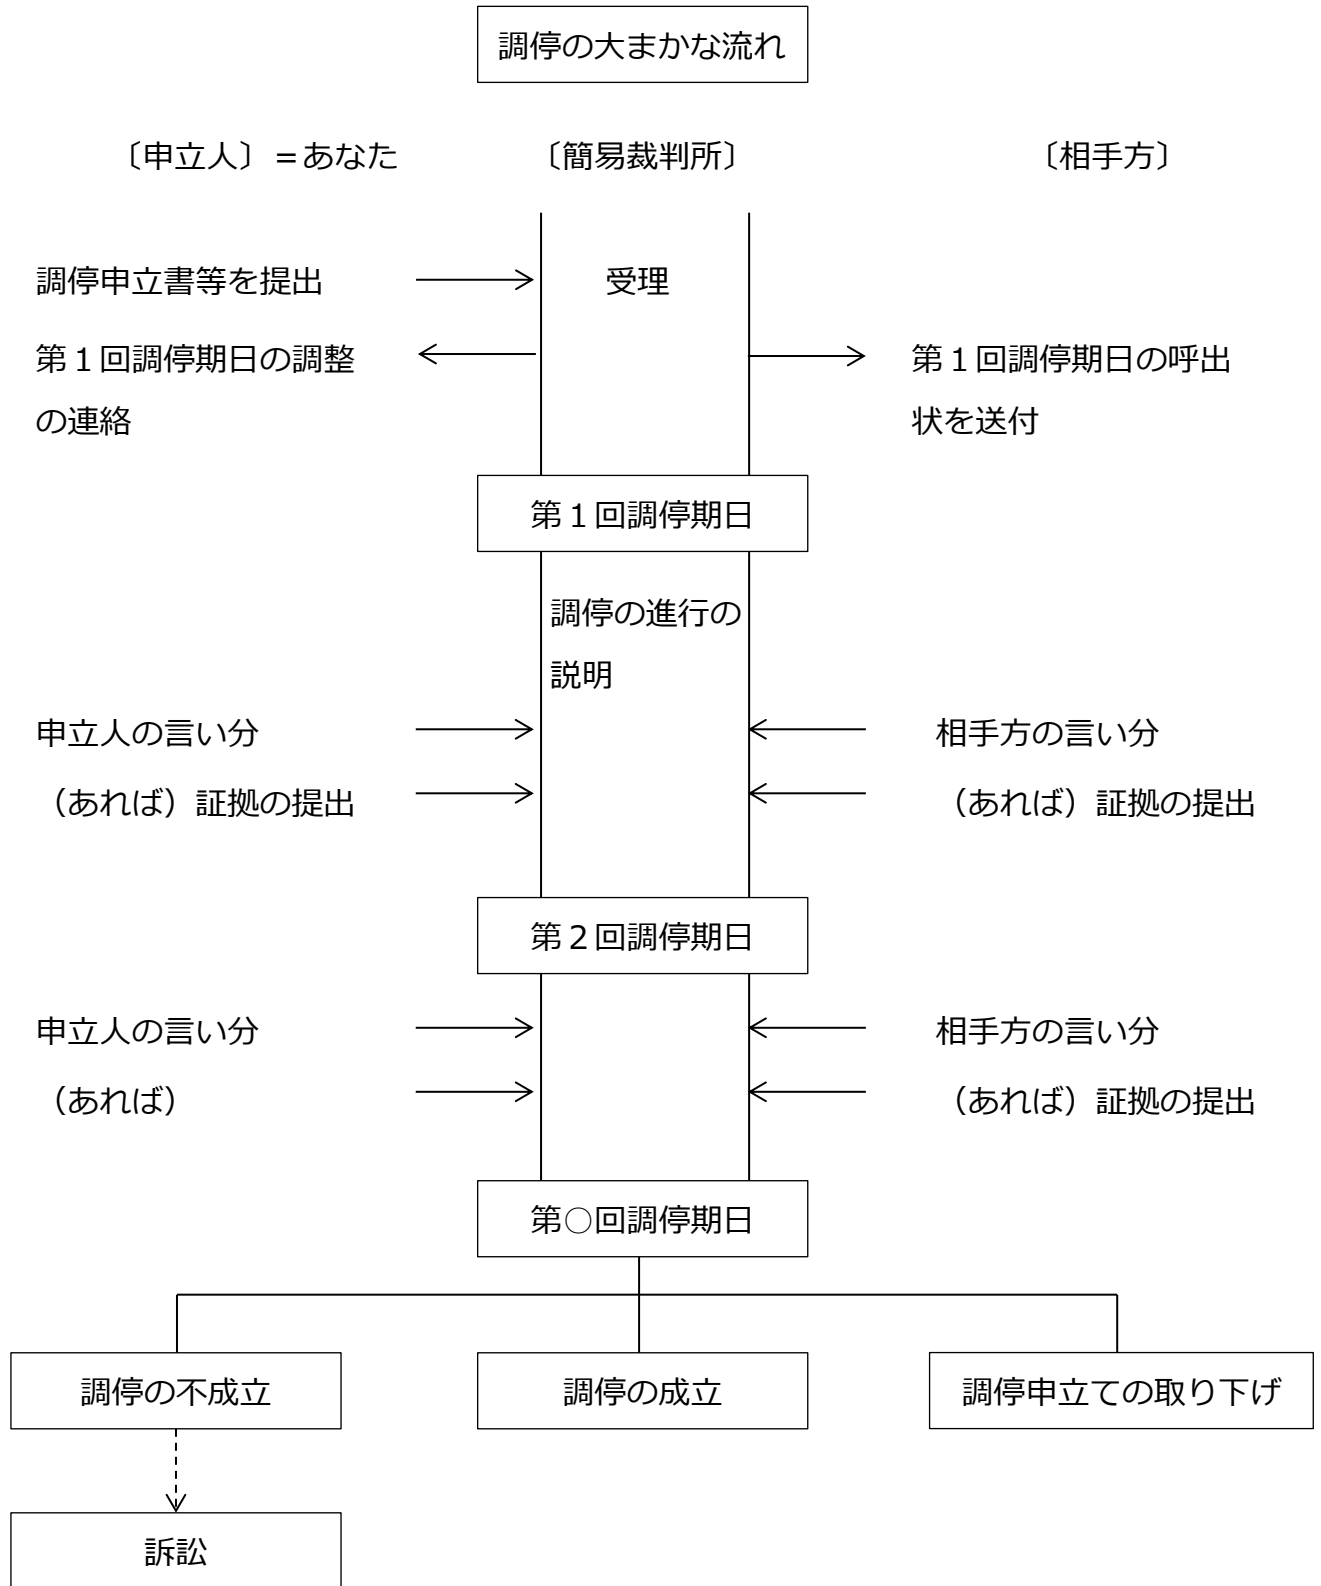 調停の大まかな流れ
〔申立人〕＝あなた
〔簡易裁判所〕
〔相手方〕
調停申立書等を提出
受理
第１回調停期日の調整
の連絡
第１回調停期日の呼出
状を送付
第１回調停期日
調停の進行の
説明
申立人の言い分
相手方の言い分
（あれば）証拠の提出
（あれば）証拠の提出
第２回調停期日
申立人の言い分
相手方の言い分
（あれば）
（あれば）証拠の提出
第○回調停期日
調停の不成立
調停の成立
調停申立ての取り下げ
訴訟